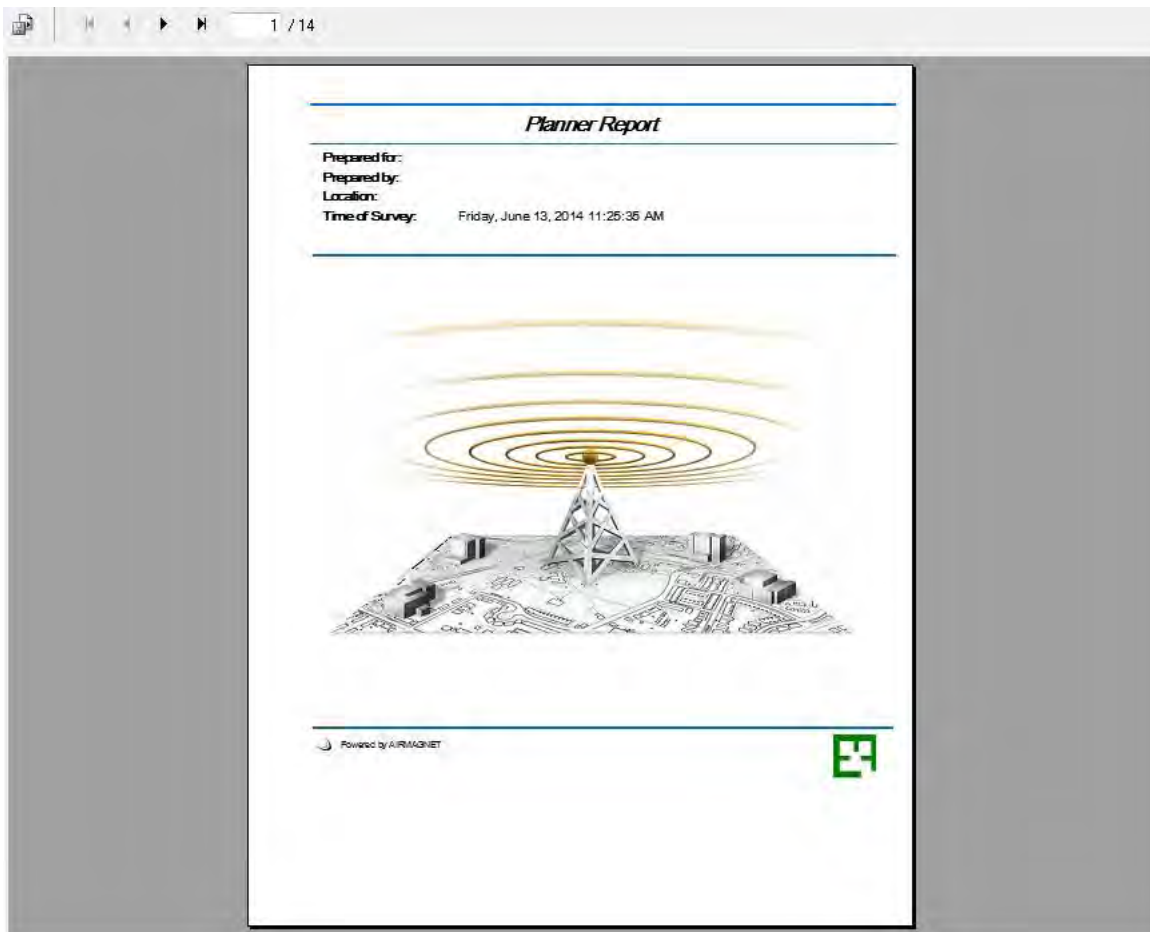 1 / 14
Planner Report
Prepared for:
Prepared by:
Location:
Time of Survey: Friday, June 13, 2014 11:25:35 AM
Powered by AIRMAGNET